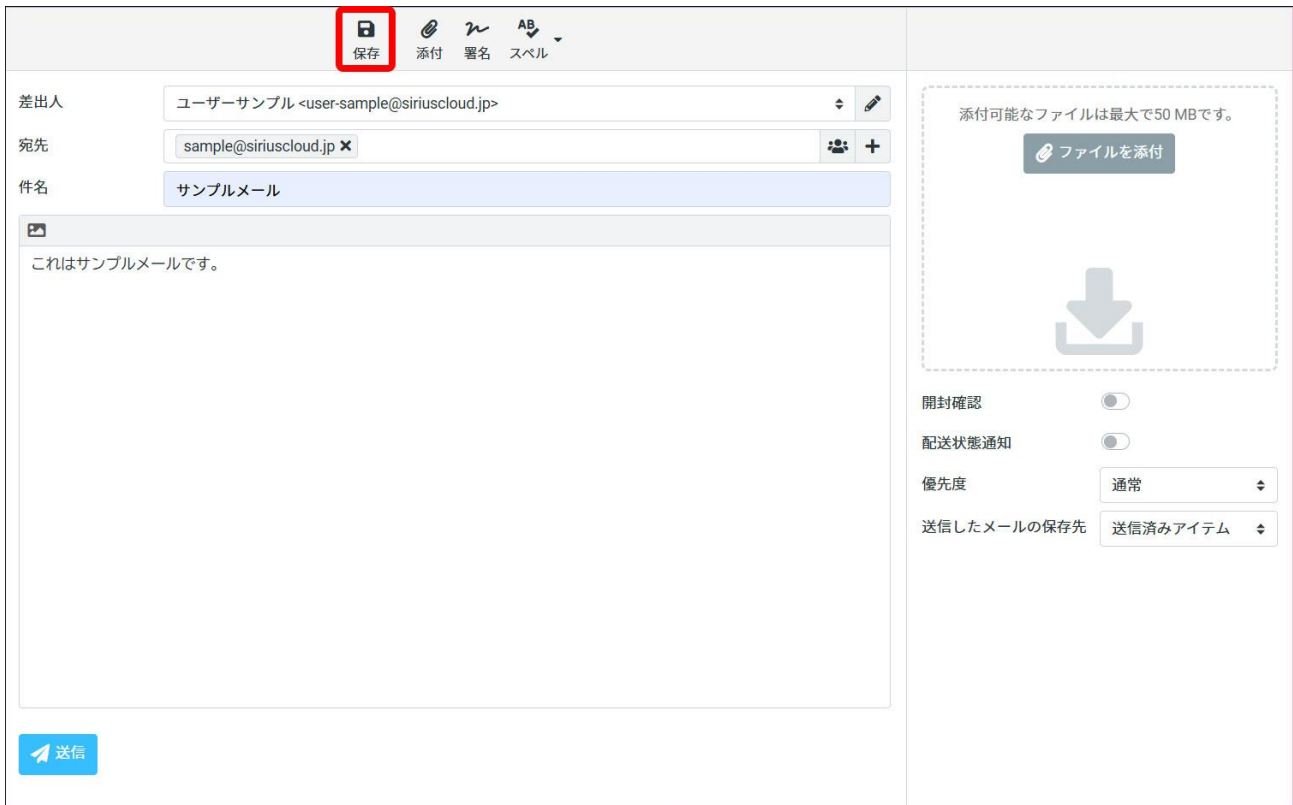 保存 添付 署名 スペル
差出人 ユーザーサンプル <user-sample@siriuscloud.jp>
宛先 sample@siriuscloud.jp
件名 サンプルメール
これはサンプルメールです。
送信
添付可能なファイルは最大で50 MBです。
ファイルを添付
開封確認
配送状態通知
優先度 通常
送信したメールの保存先 送信済みアイテム